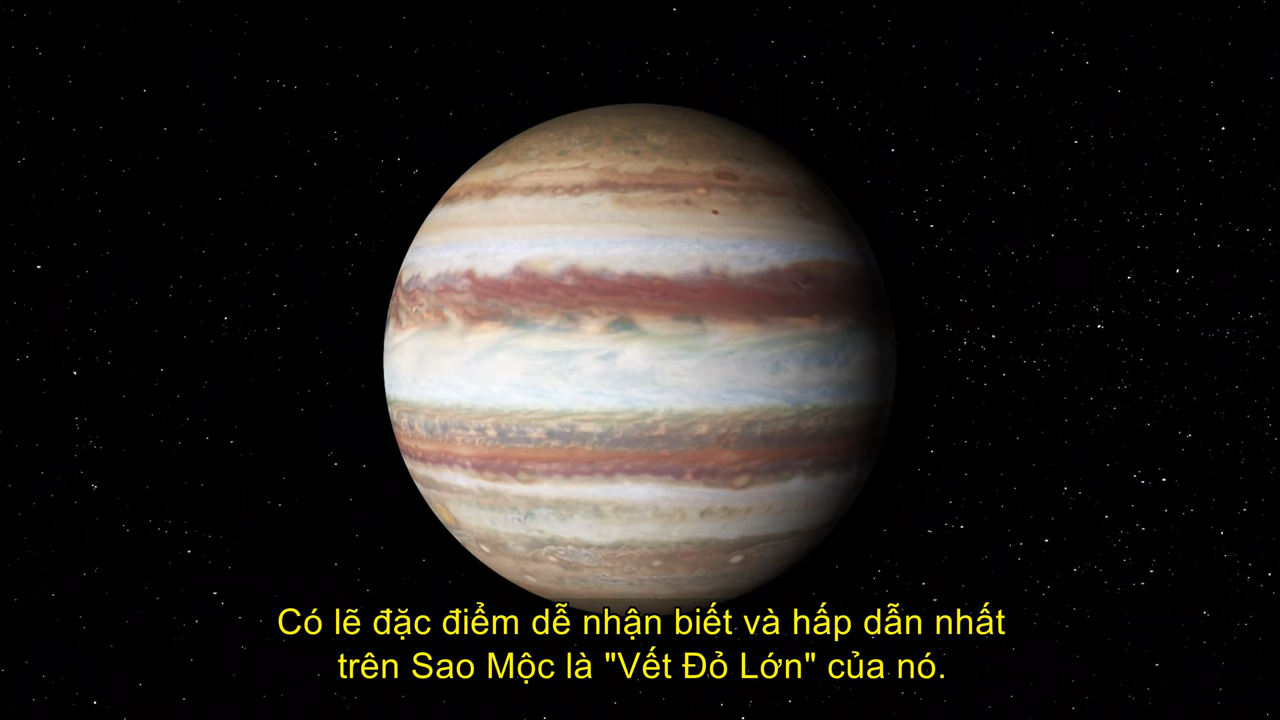 Có lẽ đặc điểm dễ nhận biết và hấp dẫn nhất
trên Sao Mộc là "Vết Đỏ Lớn" của nó.